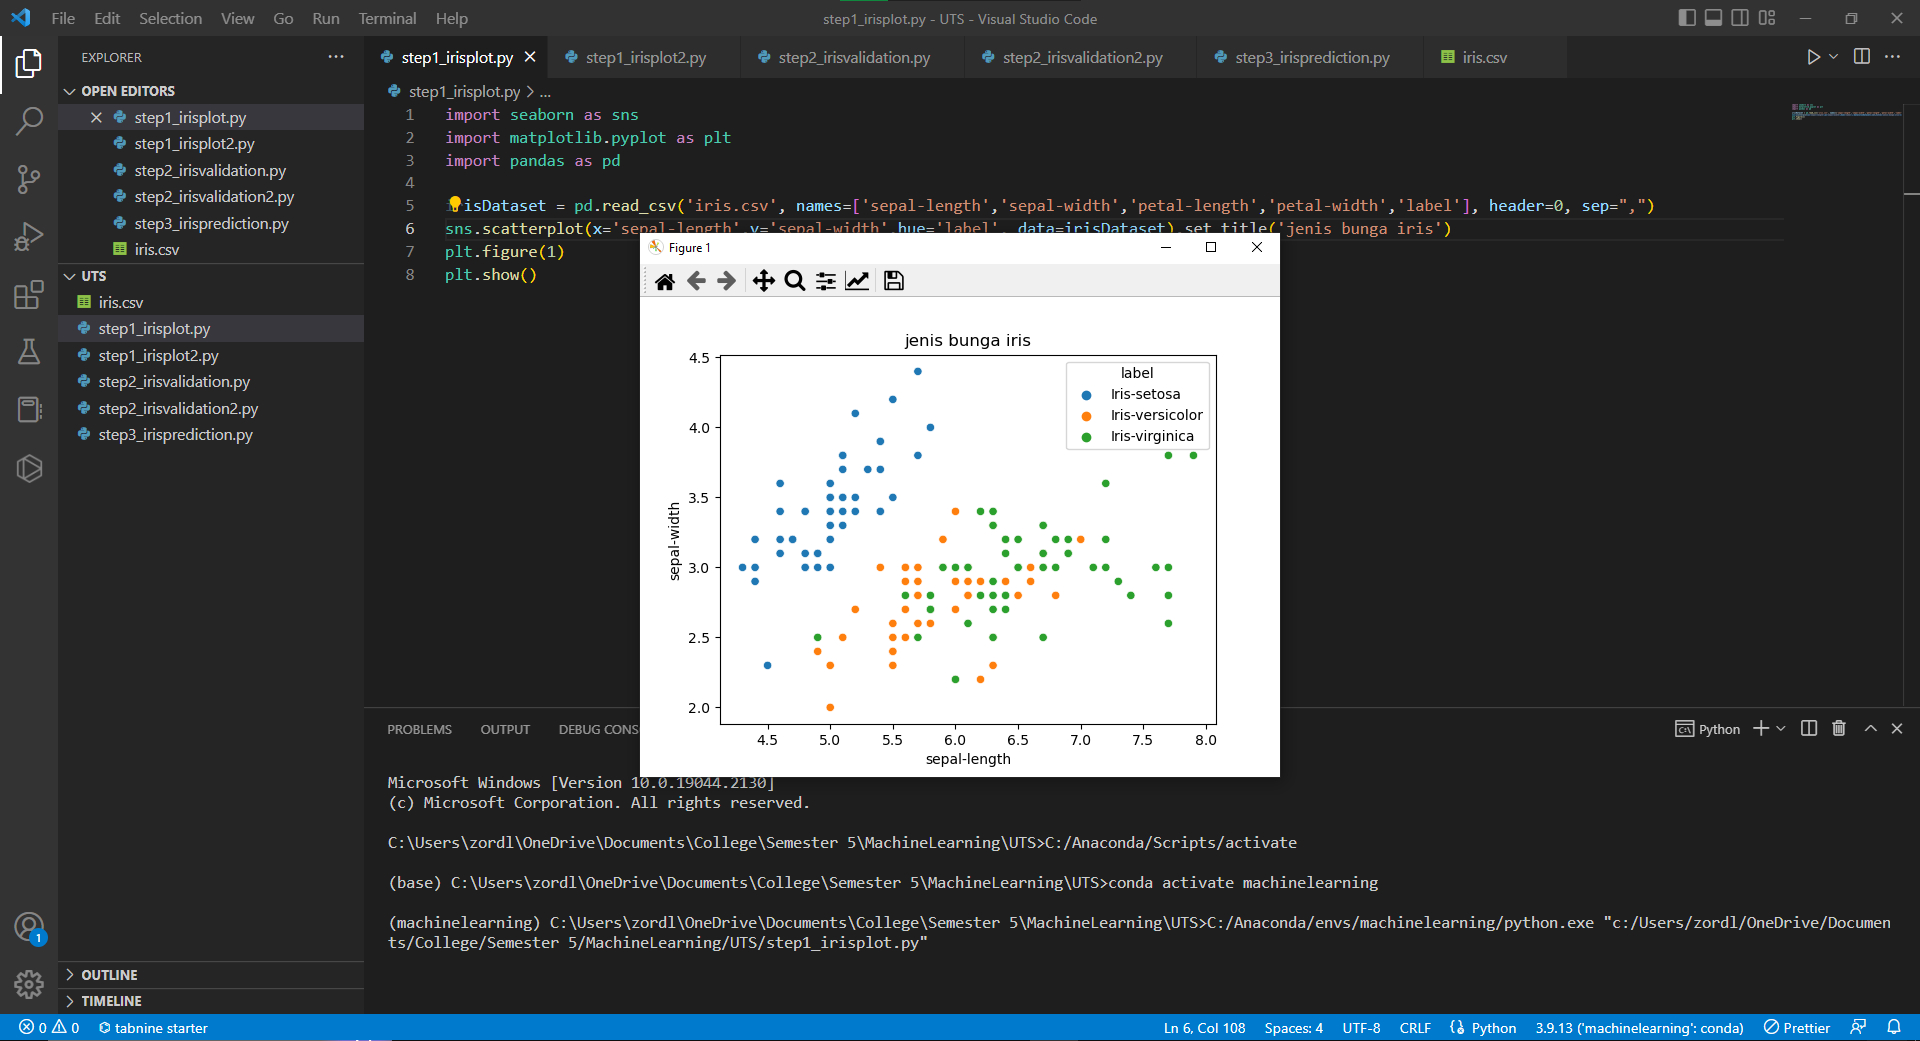 File Edit Selection View Go Run Terminal Help
step1_irisplot.py - UTS - Visual Studio Code
EXPLORER
OPEN EDITORS
step1_irisplot.py
step1_irisplot2.py
step2_irisvalidation.py
step2_irisvalidation2.py
step3_irisprediction.py
iris.csv
UTS
iris.csv
step1_irisplot.py
step1_irisplot2.py
step2_irisvalidation.py
step2_irisvalidation2.py
step3_irisprediction.py
OUTLINE
TIMELINE
step1_irisplot.py step1_irisplot2.py step2_irisvalidation.py step2_irisvalidation2.py step3_irisprediction.py iris.csv
step1_irisplot.py > ...
1 import seaborn as sns
2 import matplotlib.pyplot as plt
3 import pandas as pd
4
5 isDataset = pd.read_csv('iris.csv', names=['sepal-length','sepal-width','petal-length','petal-width','label'], header=0, sep=",")
6 sns.scatterplot(x='sepal-length',y='sepal-width',hue='label', data=irisDataset).set_title('jenis bunga iris')
7 plt.figure(1)
8 plt.show()
Figure 1
jenis bunga iris
label
Iris-setosa
Iris-versicolor
Iris-virginica
sepal-width
4.5
4.0
3.5
3.0
2.5
2.0
4.5 5.0 5.5 6.0 6.5 7.0 7.5 8.0
sepal-length
PROBLEMS OUTPUT DEBUG CONS
Python
Microsoft Windows [Version 10.0.19044.2130]
(c) Microsoft Corporation. All rights reserved.
C:\Users\zordl\OneDrive\Documents\College\Semester 5\MachineLearning\UTS>C:/Anaconda/Scripts/activate
(base) C:\Users\zordl\OneDrive\Documents\College\Semester 5\MachineLearning\UTS>conda activate machinelearning
(machinelearning) C:\Users\zordl\OneDrive\Documents\College\Semester 5\MachineLearning\UTS>C:/Anaconda/envs/machinelearning/python.exe "c:/Users/zordl/OneDrive/Documen
ts/College/Semester 5/MachineLearning/UTS/step1_irisplot.py"
1
0 0 tabnine starter
Ln 6, Col 108 Spaces: 4 UTF-8 CRLF Python 3.9.13 ('machinelearning': conda) Prettier